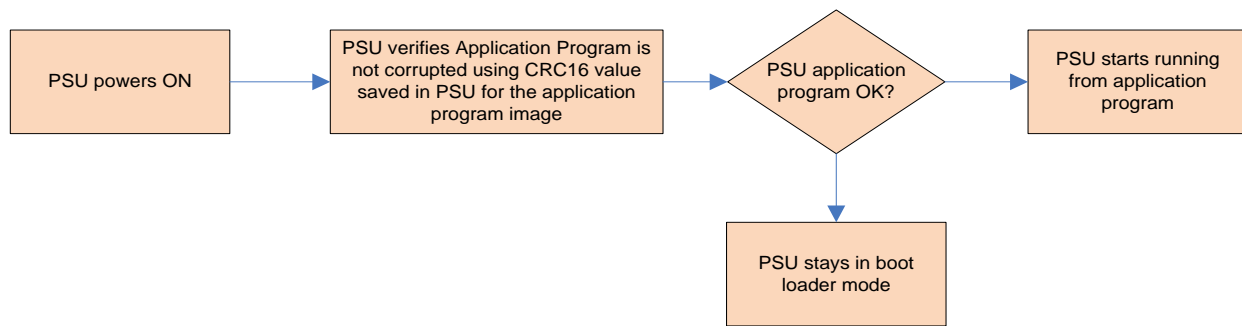 PSU powers ON
PSU verifies Application Program is
not corrupted using CRC16 value
saved in PSU for the application
program image
PSU application
program OK?
PSU starts running
from application
program
PSU stays in boot
loader mode